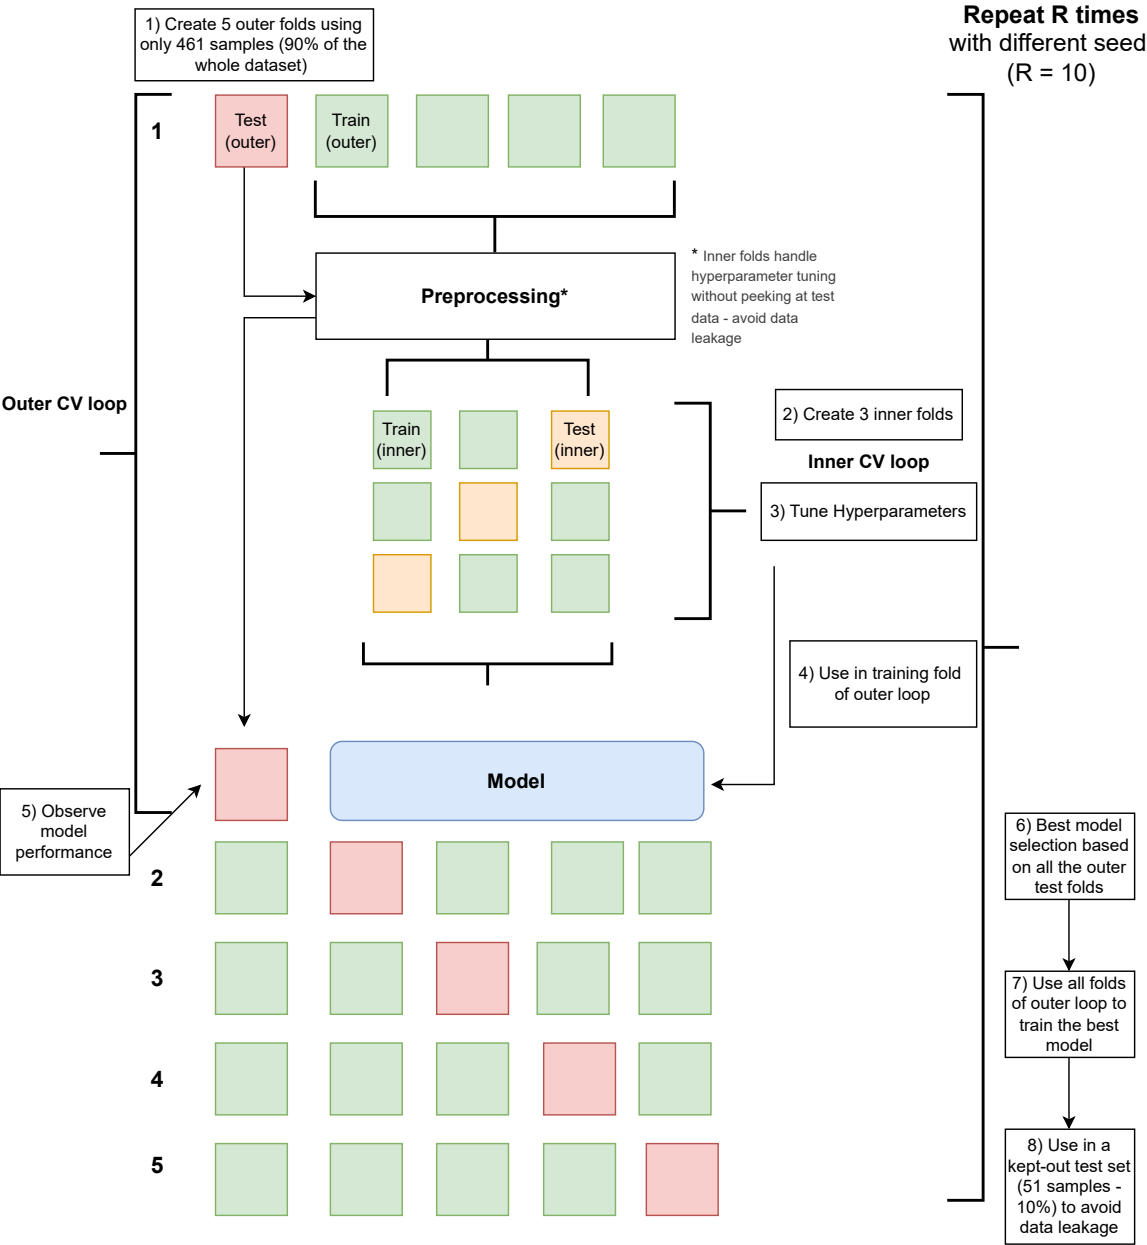 1) Create 5 outer folds using
only 461 samples (90% of the
whole dataset)
Repeat R times
with different seed
(R = 10)
1
Test
(outer)
Train
(outer)
Preprocessing*
* Inner folds handle
hyperparameter tuning
without peeking at test
data - avoid data
leakage
Outer CV loop
Train
(inner)
Test
(inner)
2) Create 3 inner folds
Inner CV loop
3) Tune Hyperparameters
4) Use in training fold
of outer loop
Model
5) Observe
model
performance
2
3
4
5
6) Best model
selection based
on all the outer
test folds
7) Use all folds
of outer loop to
train the best
model
8) Use in a
kept-out test set
(51 samples -
10%) to avoid
data leakage